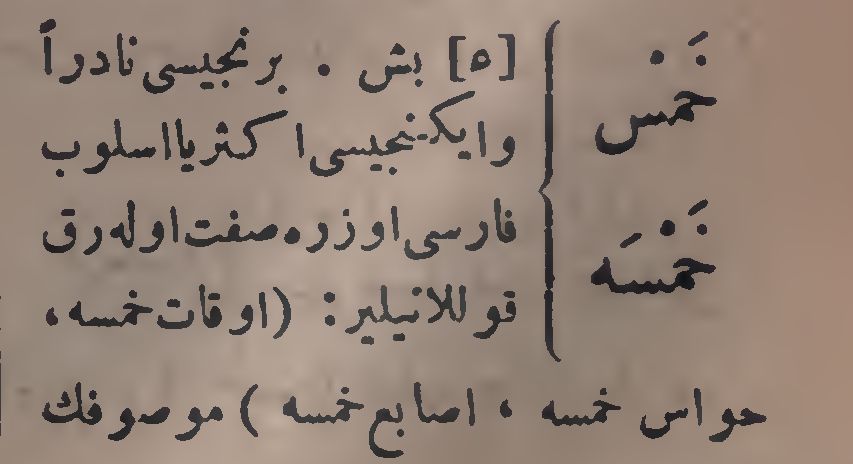 خَمْس
خَمْسَه
[٥] بش . برنجیسی نادراً
وایکنجیسی اکثریا اسلوب
فارسی اوزره صفت اوله رق
قوللانیلیر: (اوقات خمسه ،
حواس خمسه ، اصابع خمسه ) موصوفك